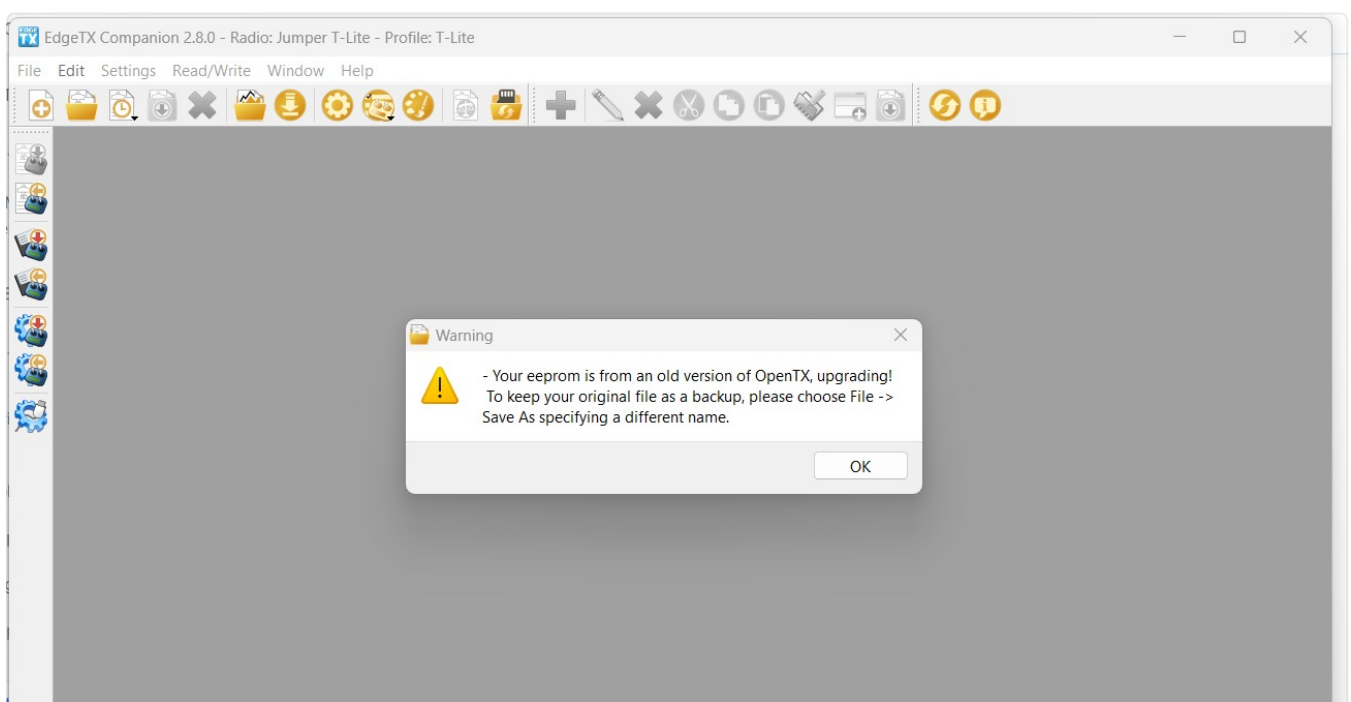 EdgeTX Companion 2.8.0 - Radio: Jumper T-Lite - Profile: T-Lite
File Edit Settings Read/Write Window Help
Warning
- Your eeprom is from an old version of OpenTX, upgrading!
To keep your original file as a backup, please choose File ->
Save As specifying a different name.
OK